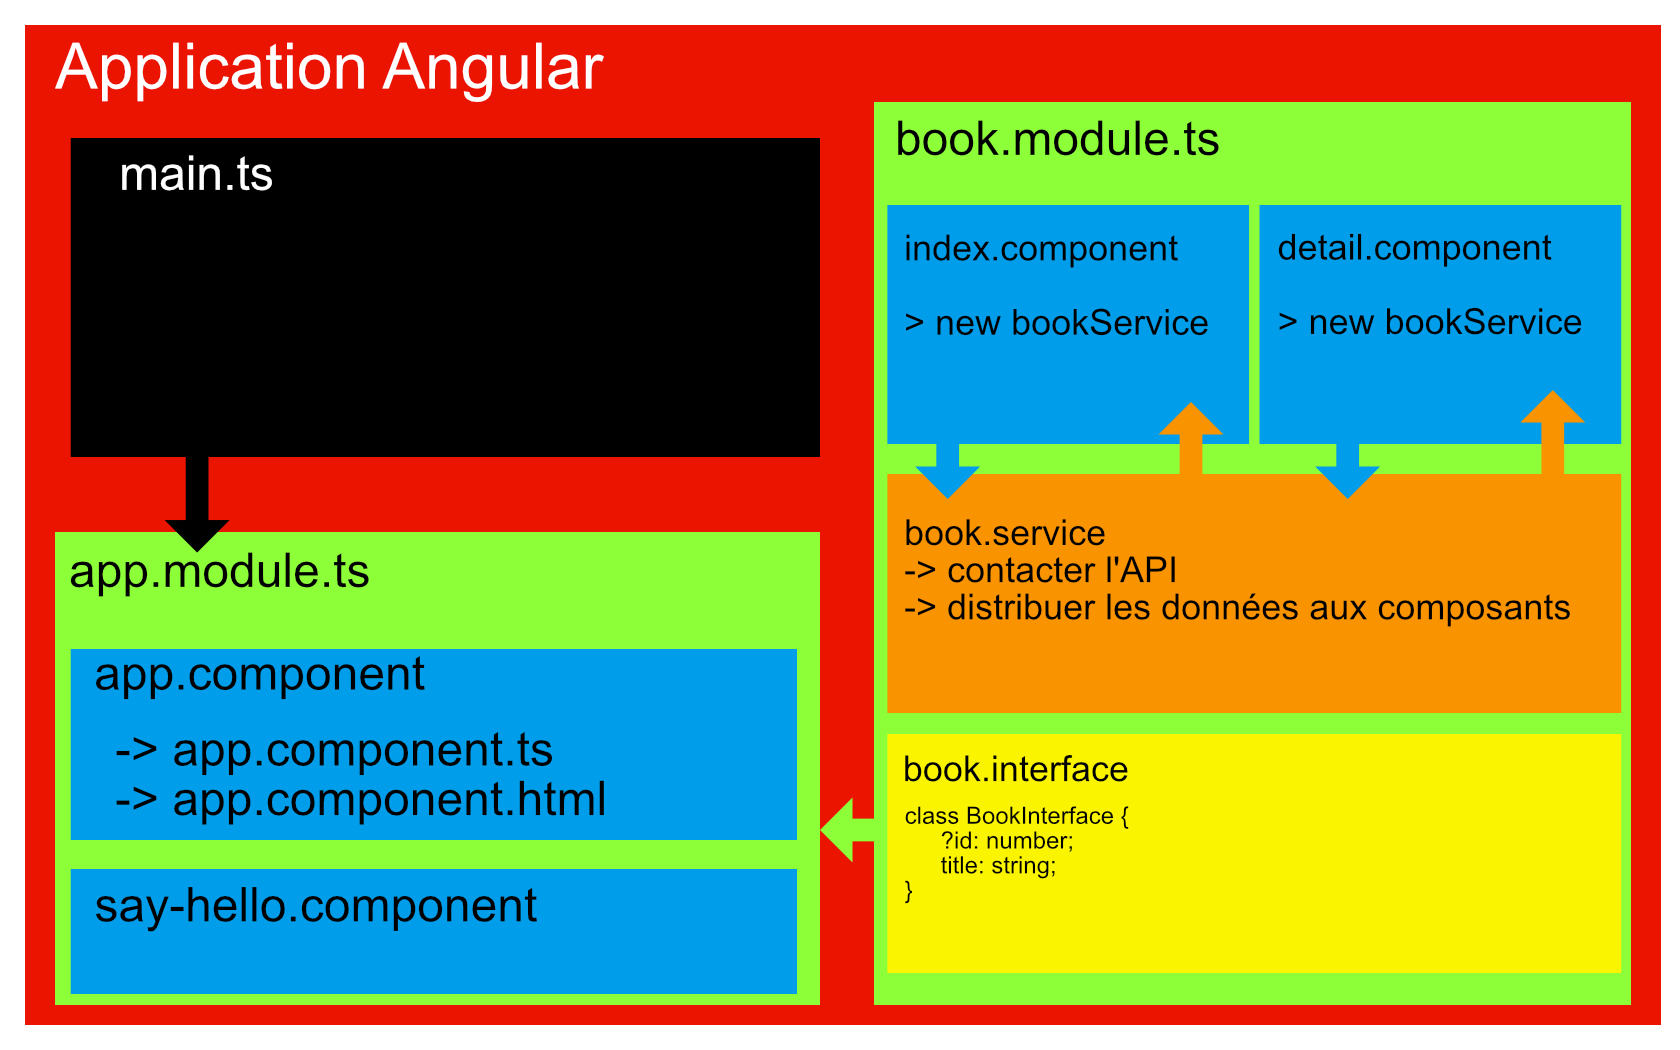 Application Angular
main.ts
app.module.ts
app.component
-> app.component.ts
-> app.component.html
say-hello.component
book.module.ts
index.component
> new bookService
detail.component
> new bookService
book.service
-> contacter l'API
-> distribuer les données aux composants
book.interface
class BookInterface {
?id: number;
title: string;
}